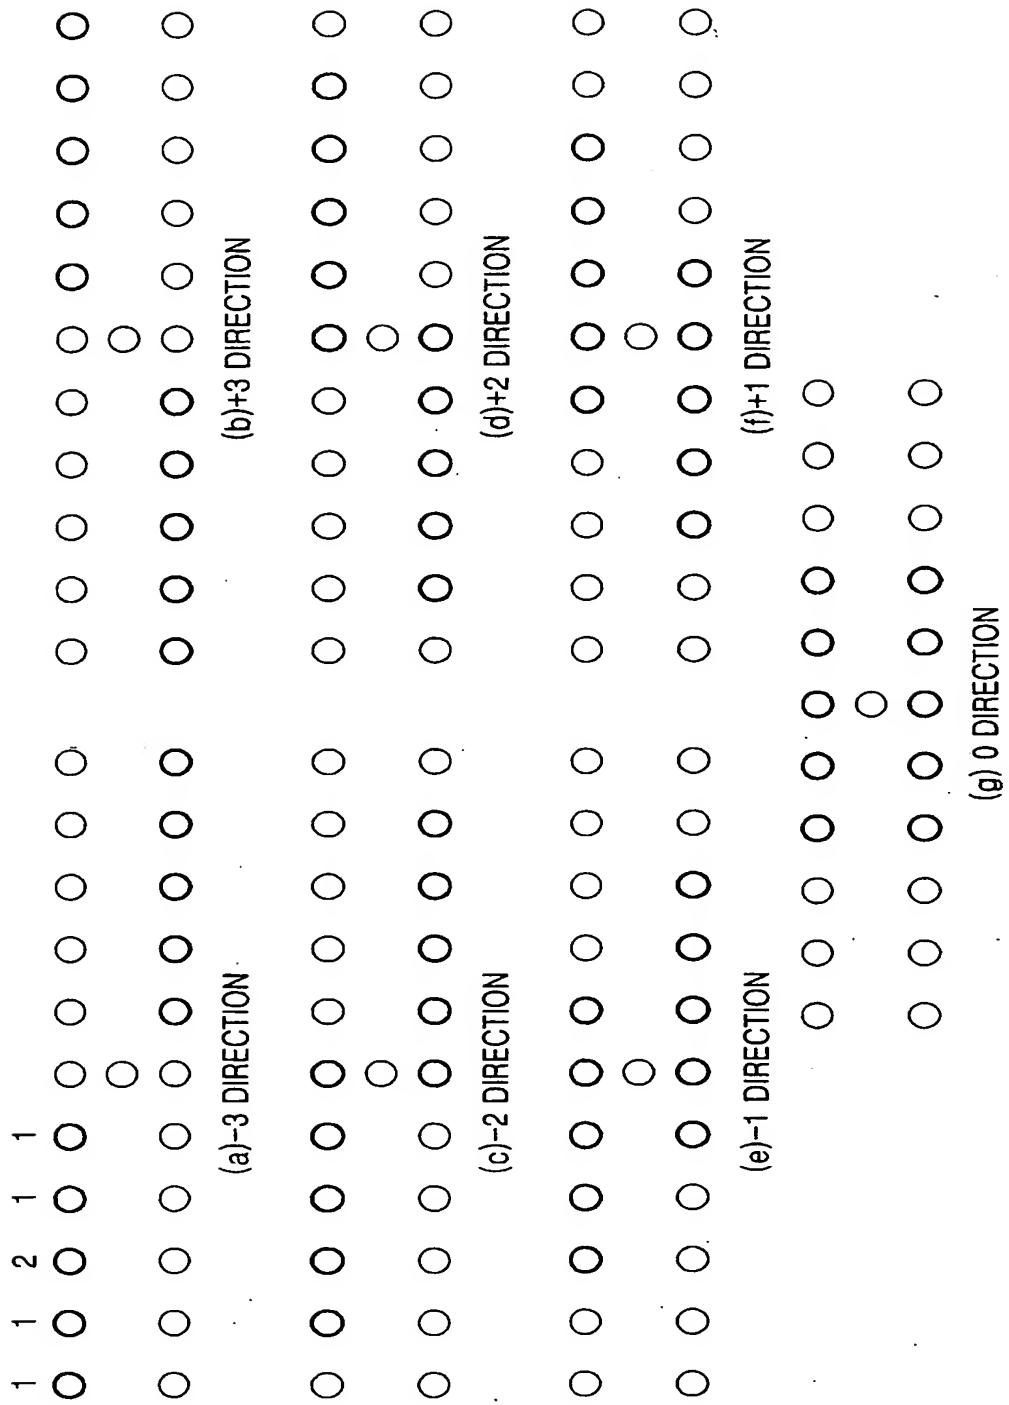 1 1 2 1 1
(a)-3 DIRECTION
(b)+3 DIRECTION
(c)-2 DIRECTION
(d)+2 DIRECTION
(e)-1 DIRECTION
(f)+1 DIRECTION
(g) 0 DIRECTION